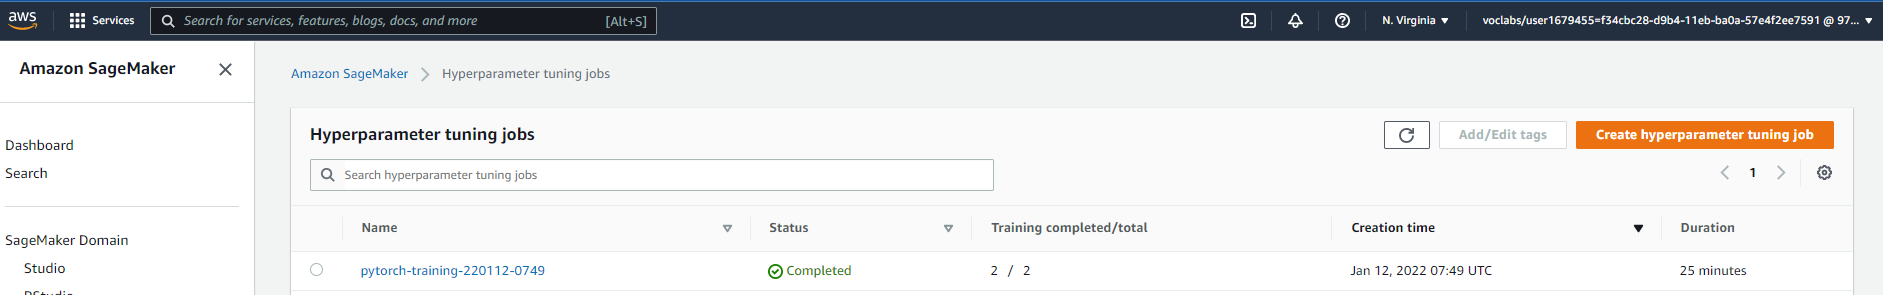 aws Services Search for services, features, blogs, docs, and more [Alt+S] N. Virginia voclabs/user1679455=f34cbc28-d9b4-11eb-ba0a-57e4f2ee7591 @ 97...
Amazon SageMaker
Dashboard
Search
SageMaker Domain
Studio
RStudio
Amazon SageMaker Hyperparameter tuning jobs
Hyperparameter tuning jobs Add/Edit tags Create hyperparameter tuning job
Search hyperparameter tuning jobs 1
Name Status Training completed/total Creation time Duration
pytorch-training-220112-0749 Completed 2 / 2 Jan 12, 2022 07:49 UTC 25 minutes